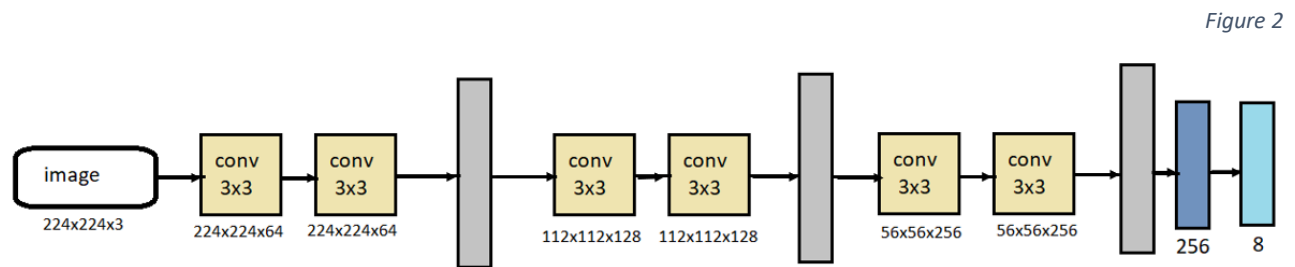 Figure 2
image
224x224x3
conv
3x3
224x224x64
conv
3x3
224x224x64
conv
3x3
112x112x128
conv
3x3
112x112x128
conv
3x3
56x56x256
conv
3x3
56x56x256
256
8